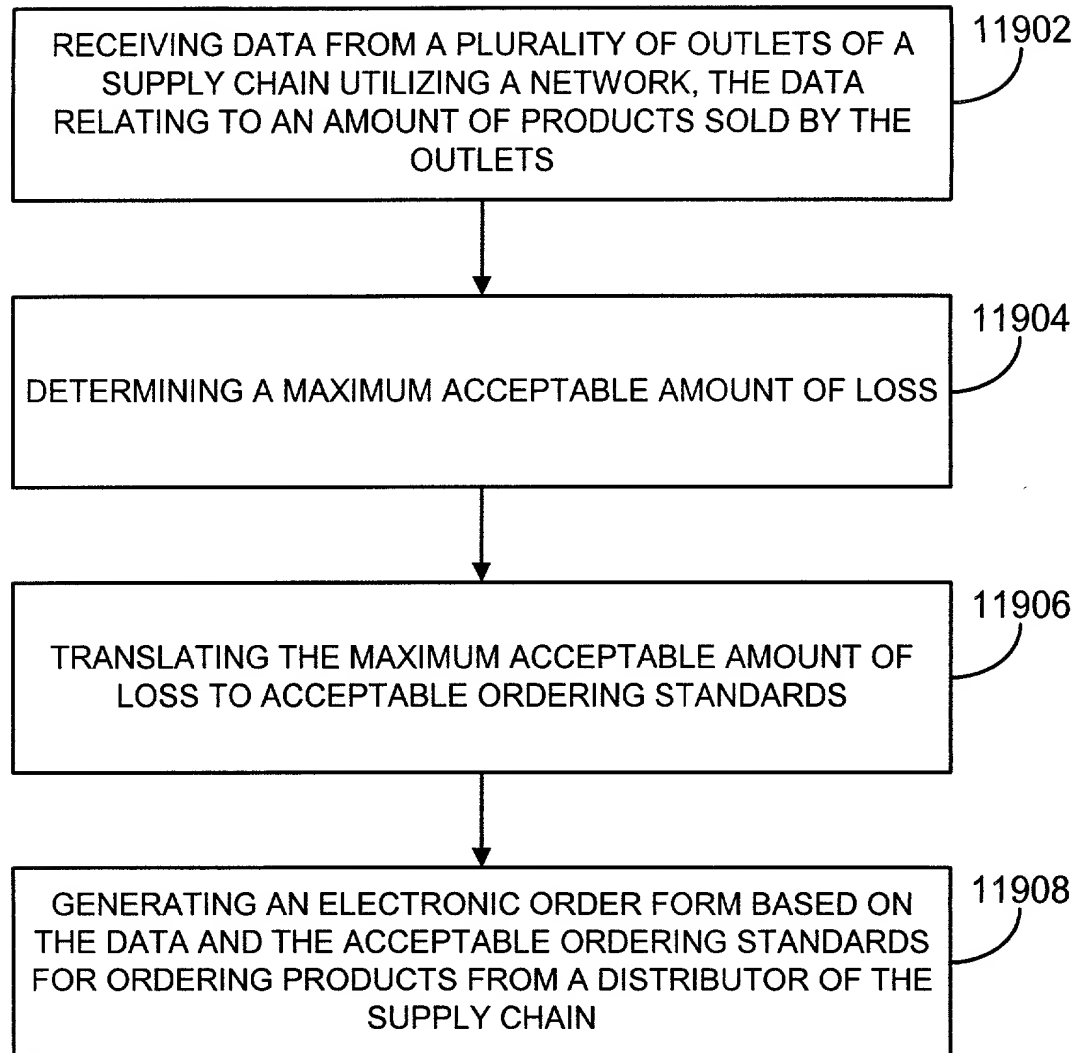 RECEIVING DATA FROM A PLURALITY OF OUTLETS OF A
SUPPLY CHAIN UTILIZING A NETWORK, THE DATA
RELATING TO AN AMOUNT OF PRODUCTS SOLD BY THE
OUTLETS
11902
DETERMINING A MAXIMUM ACCEPTABLE AMOUNT OF LOSS
11904
TRANSLATING THE MAXIMUM ACCEPTABLE AMOUNT OF
LOSS TO ACCEPTABLE ORDERING STANDARDS
11906
GENERATING AN ELECTRONIC ORDER FORM BASED ON
THE DATA AND THE ACCEPTABLE ORDERING STANDARDS
FOR ORDERING PRODUCTS FROM A DISTRIBUTOR OF THE
SUPPLY CHAIN
11908